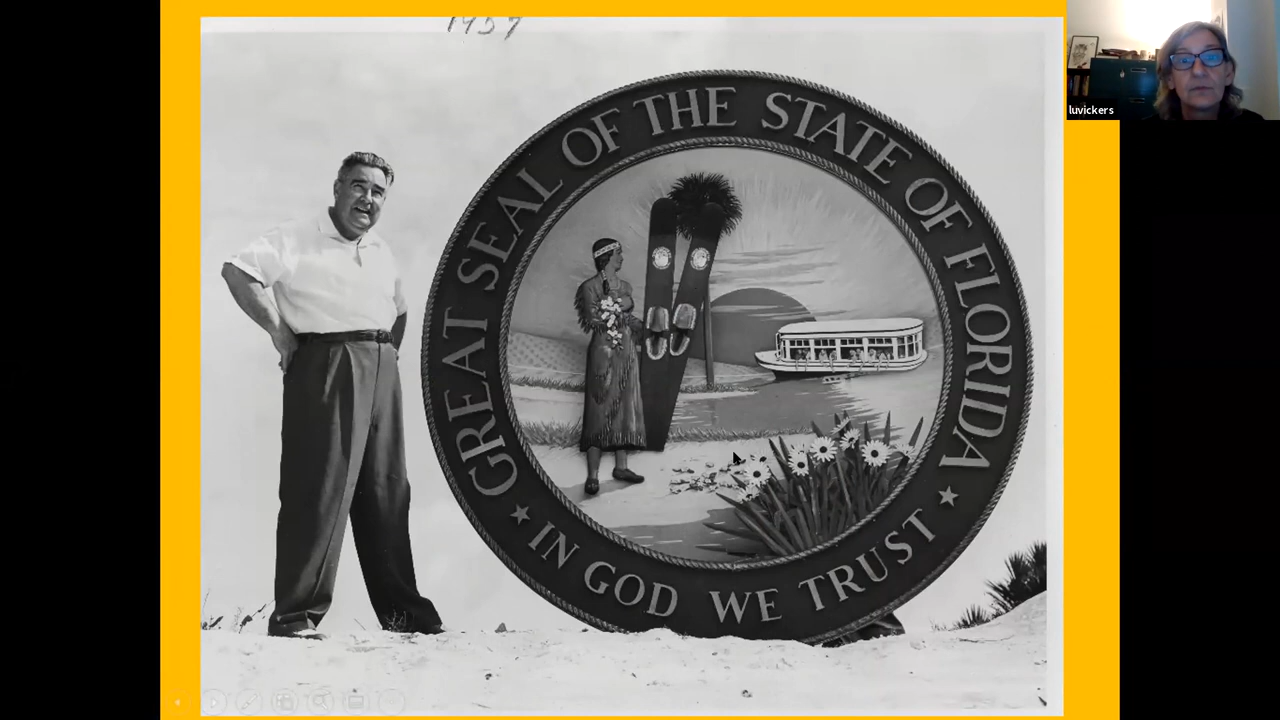 1957
luvickers
GREAT SEAL OF THE STATE OF FLORIDA
★ IN GOD WE TRUST ★